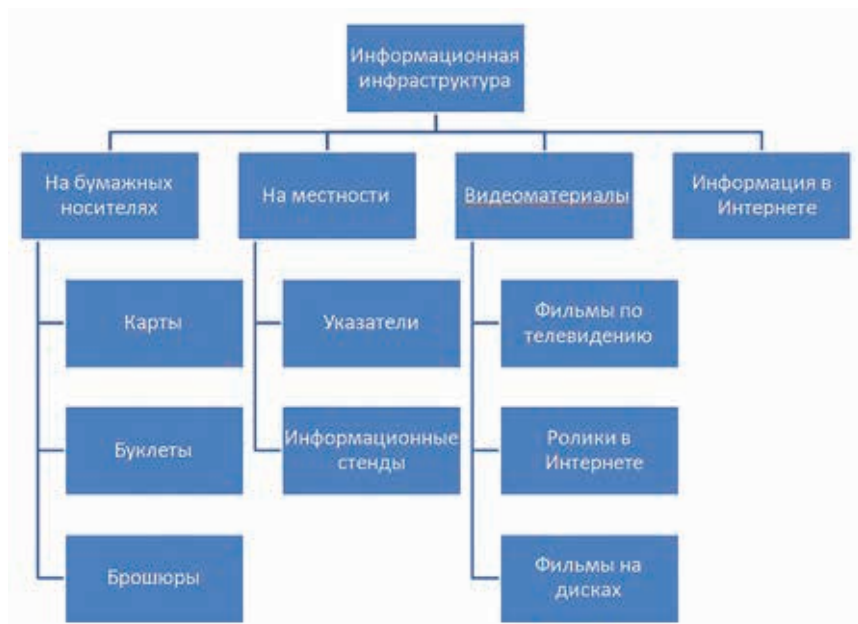 Информационная
инфраструктура
На бумажных
носителях
На местности
Видеоматериалы
Информация в
Интернете
Карты
Указатели
Фильмы по
телевидению
Буклеты
Информационные
стенды
Ролики в
Интернете
Брошюры
Фильмы на
дисках